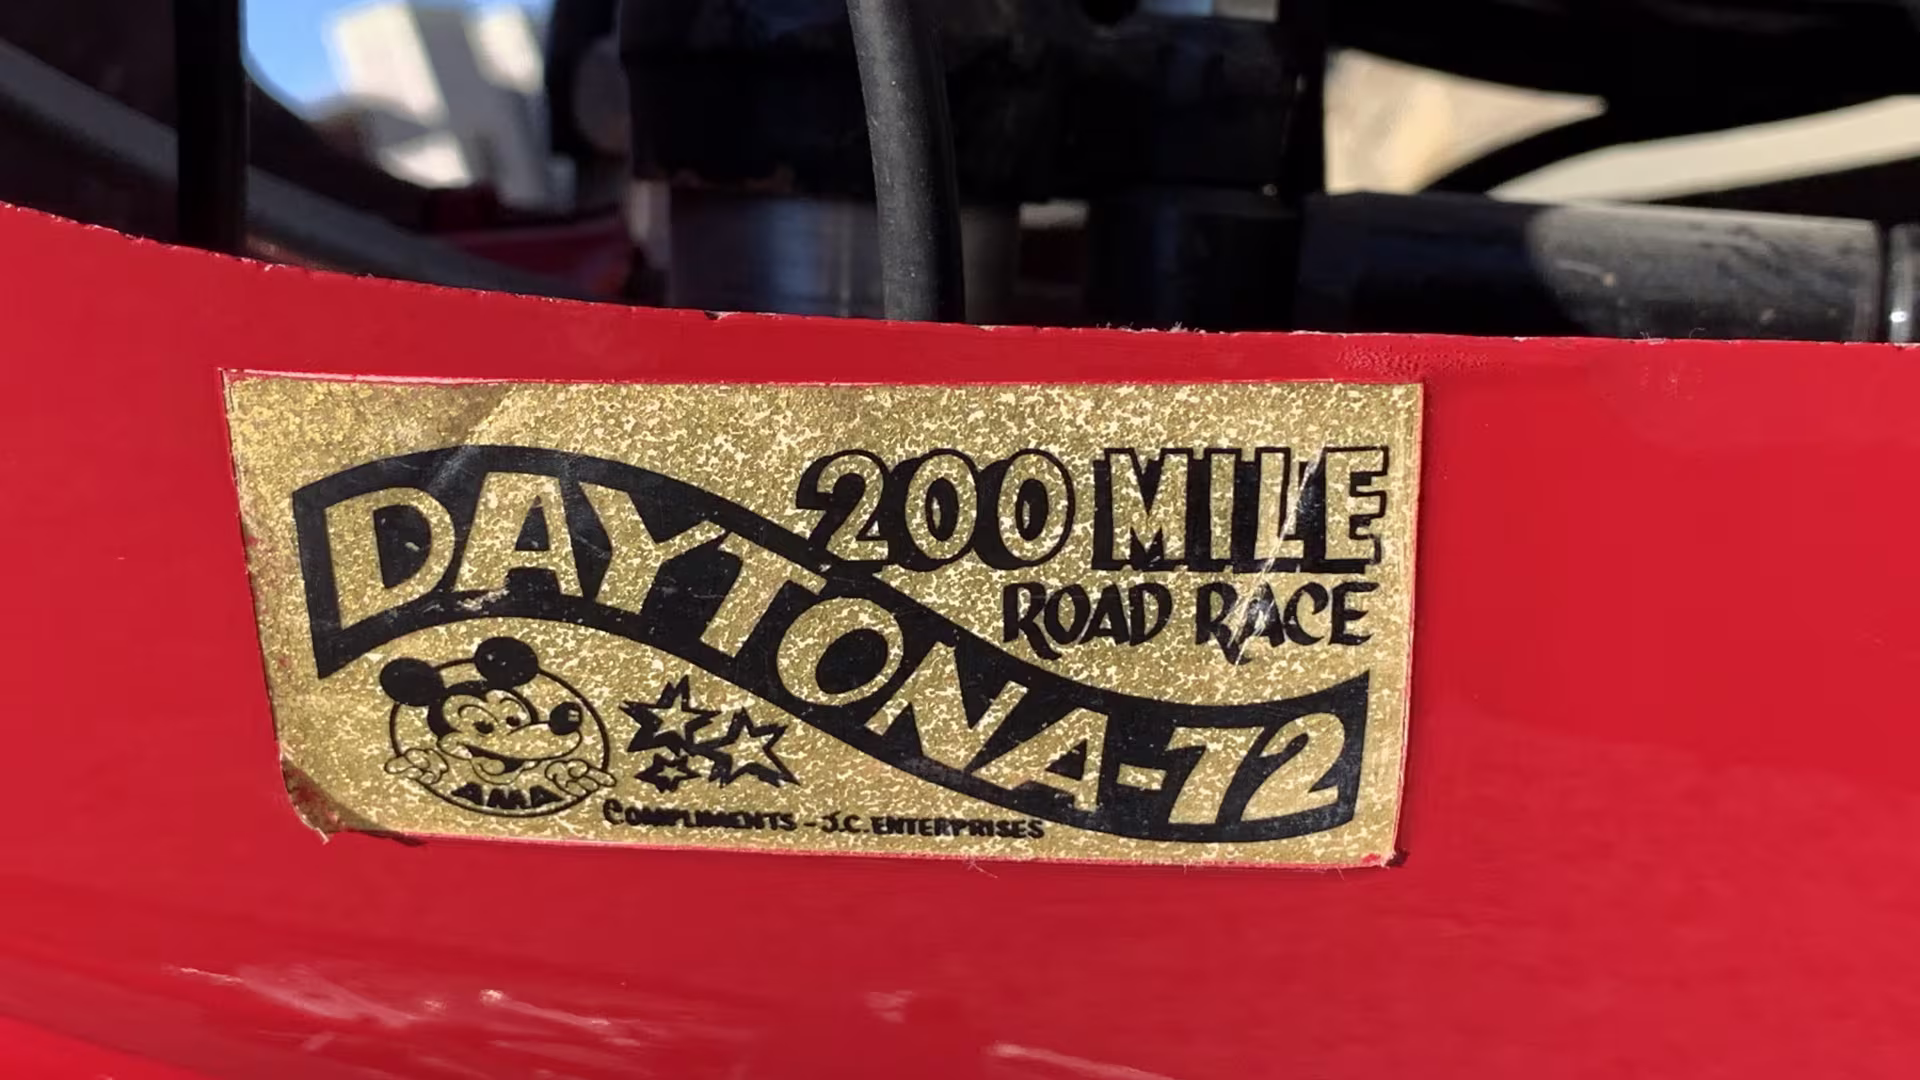 200 MILE
ROAD RACE
DAYTONA-72
AMA
COMPLIMENTS - J.C. ENTERPRISES